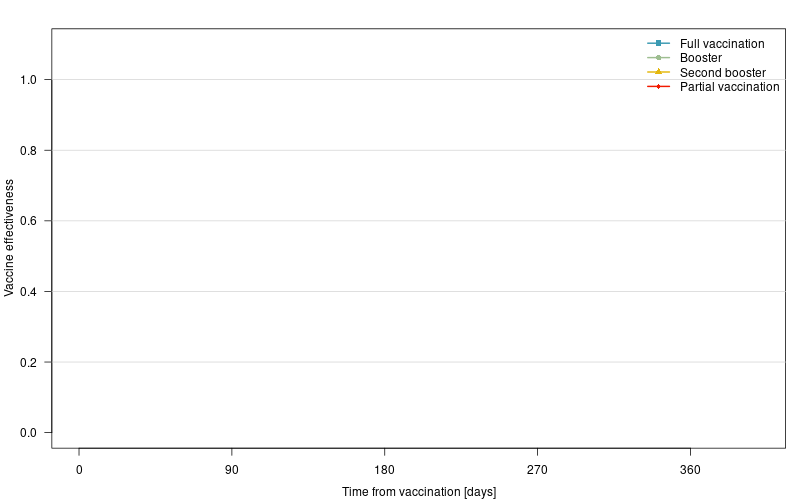 Full vaccination
Booster
Second booster
Partial vaccination
1.0
0.8
0.6
0.4
0.2
0.0
Vaccine effectiveness
0 90 180 270 360
Time from vaccination [days]